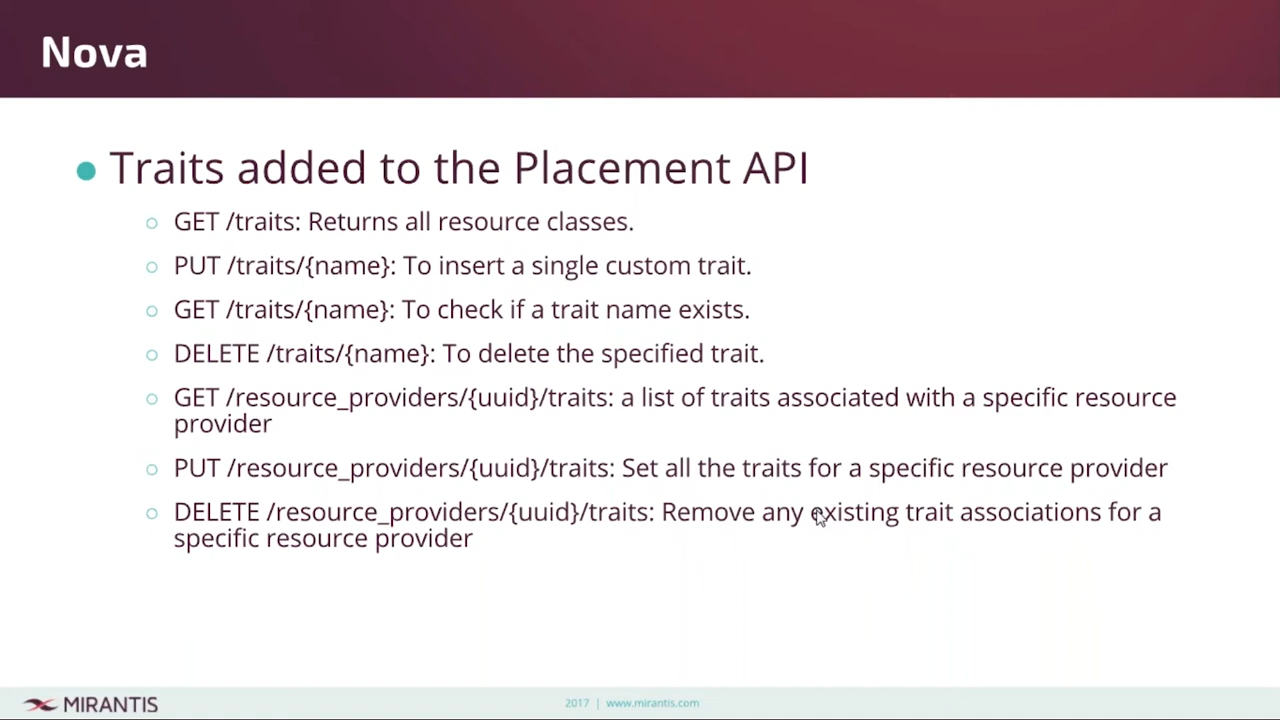 Nova
Traits added to the Placement API
GET /traits: Returns all resource classes.
PUT /traits/{name}: To insert a single custom trait.
GET /traits/{name}: To check if a trait name exists.
DELETE /traits/{name}: To delete the specified trait.
GET /resource_providers/{uuid}/traits: a list of traits associated with a specific resource
provider
PUT /resource_providers/{uuid}/traits: Set all the traits for a specific resource provider
DELETE /resource_providers/{uuid}/traits: Remove any existing trait associations for a
specific resource provider
MIRANTIS
2017 | www.mirantis.com